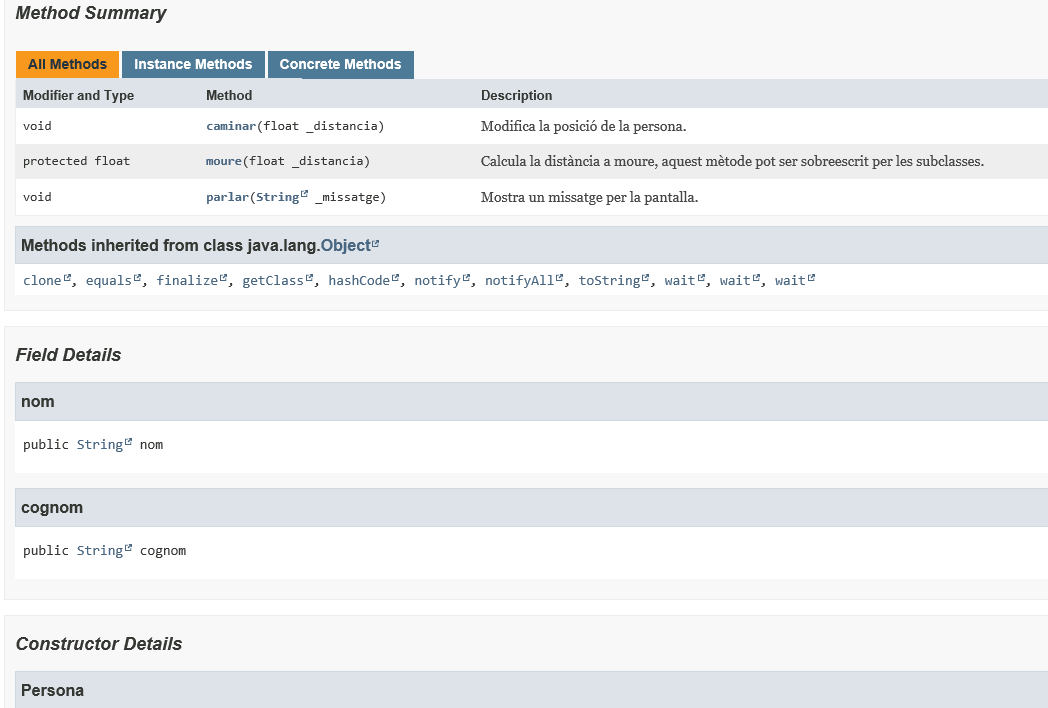 Method Summary
All Methods Instance Methods Concrete Methods
Modifier and Type Method Description
void caminar(float _distancia) Modifica la posició de la persona.
protected float moure(float _distancia) Calcula la distància a moure, aquest mètode pot ser sobreescrit per les subclasses.
void parlar(String _missatge) Mostra un missatge per la pantalla.
Methods inherited from class java.lang.Object
clone, equals, finalize, getClass, hashCode, notify, notifyAll, toString, wait, wait, wait
Field Details
nom
public String nom
cognom
public String cognom
Constructor Details
Persona